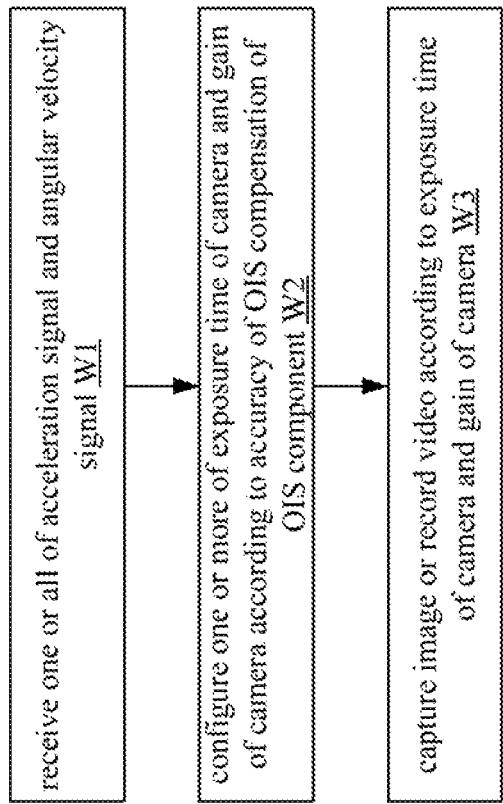 receive one or all of acceleration signal and angular velocity
signal W1
configure one or more of exposure time of camera and gain
of camera according to accuracy of OIS compensation of
OIS component W2
capture image or record video according to exposure time
of camera and gain of camera W3